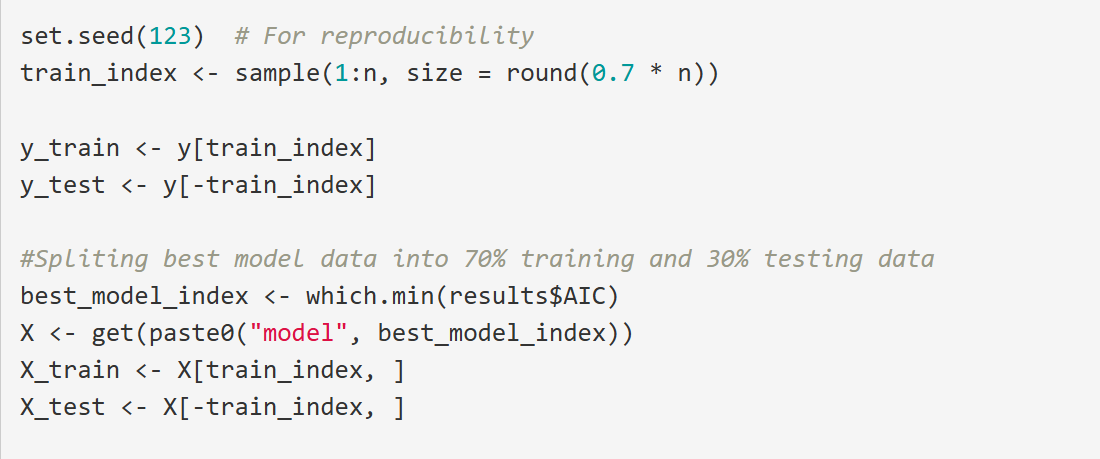 set.seed(123)  # For reproducibility
train_index <- sample(1:n, size = round(0.7 * n))
y_train <- y[train_index]
y_test <- y[-train_index]
#Spliting best model data into 70% training and 30% testing data
best_model_index <- which.min(results$AIC)
X <- get(paste0("model", best_model_index))
X_train <- X[train_index, ]
X_test <- X[-train_index, ]